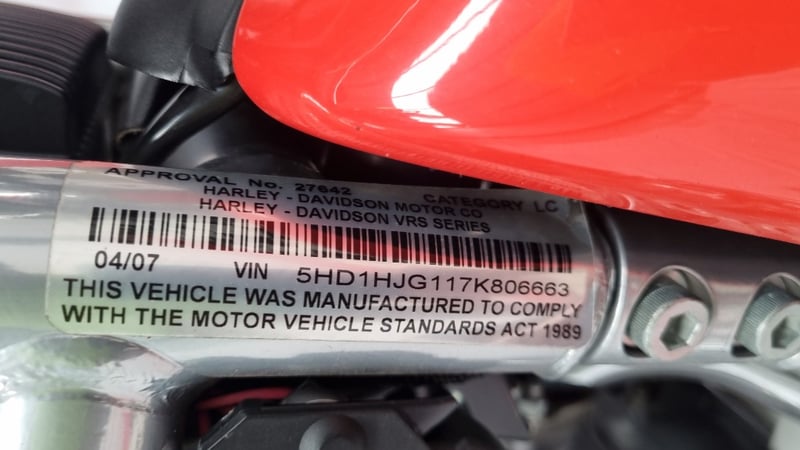 APPROVAL No. 27642 CATEGORY LC
HARLEY - DAVIDSON MOTOR CO
HARLEY - DAVIDSON VRS SERIES
04/07 VIN 5HD1HJG117K806663
THIS VEHICLE WAS MANUFACTURED TO COMPLY
WITH THE MOTOR VEHICLE STANDARDS ACT 1989